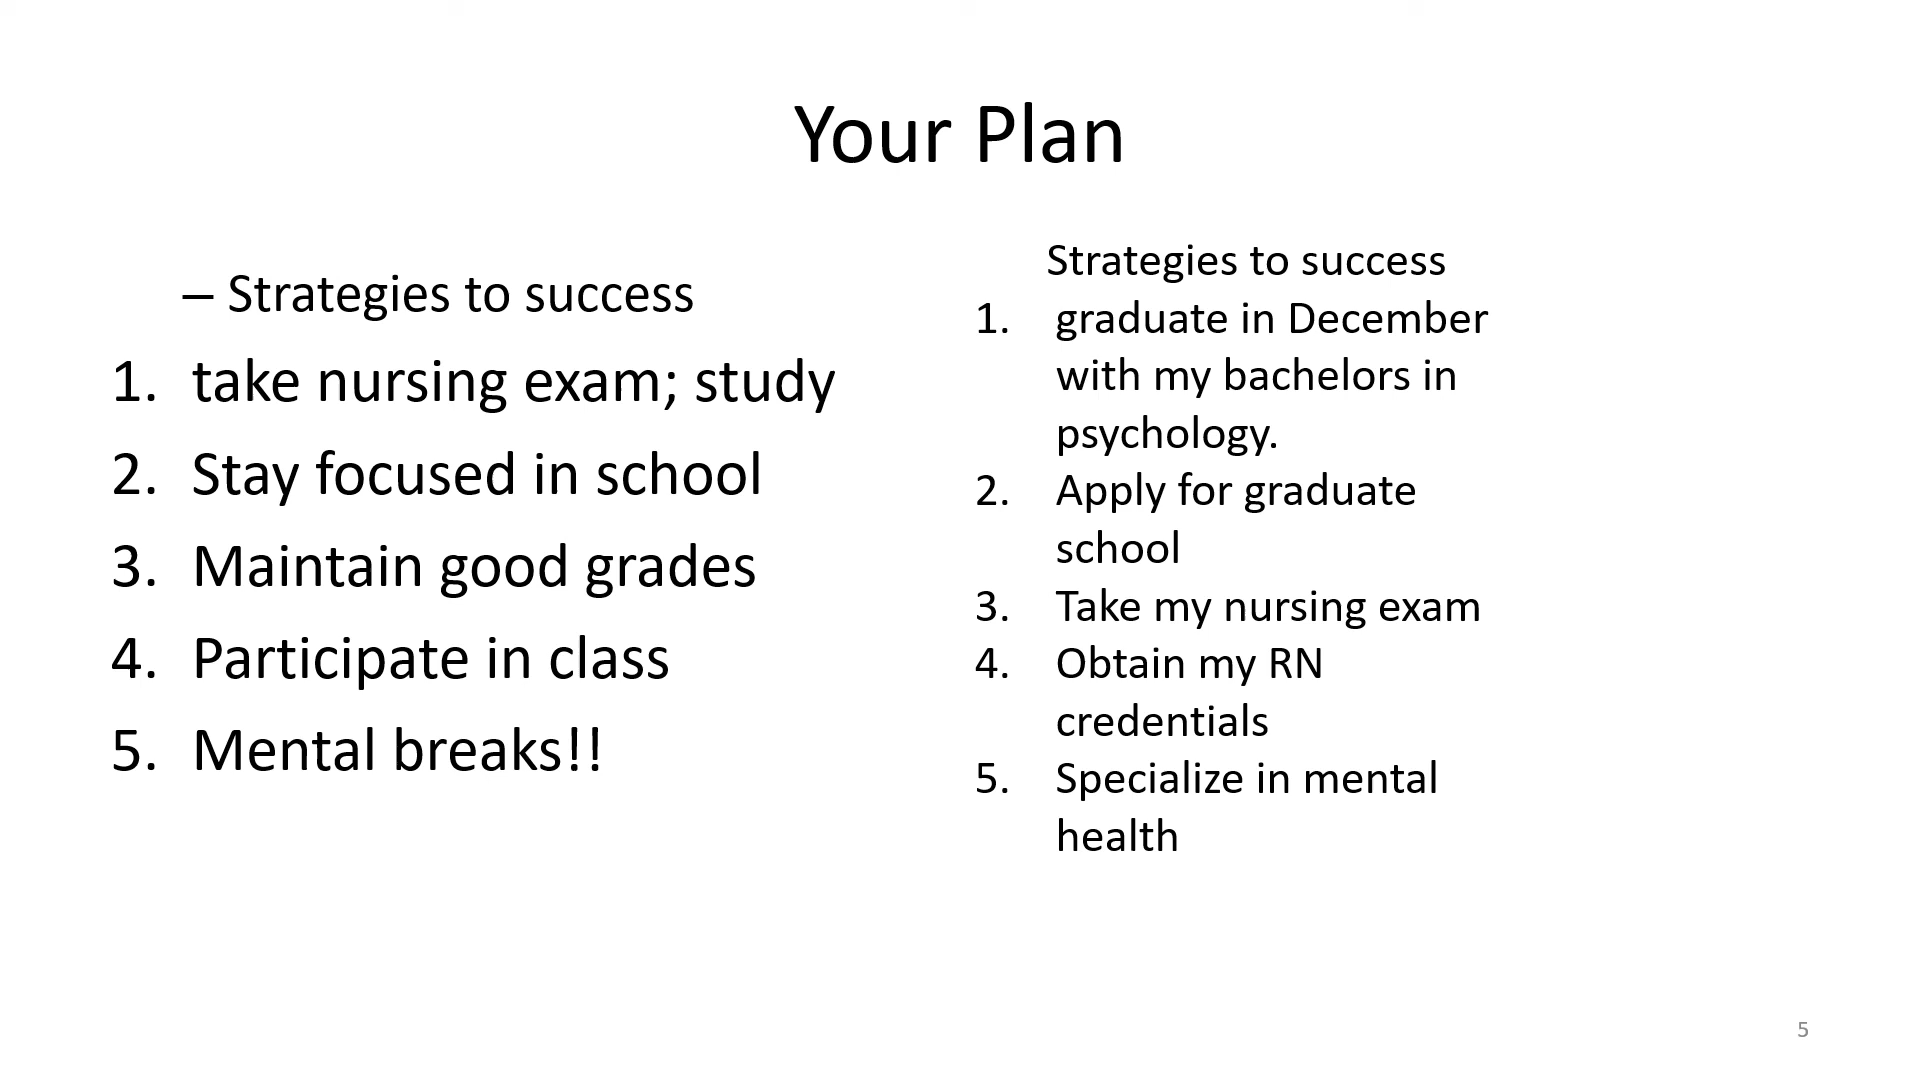 Your Plan
– Strategies to success
1. take nursing exam; study
2. Stay focused in school
3. Maintain good grades
4. Participate in class
5. Mental breaks!!
Strategies to success
1. graduate in December
with my bachelors in
psychology.
2. Apply for graduate
school
3. Take my nursing exam
4. Obtain my RN
credentials
5. Specialize in mental
health
5